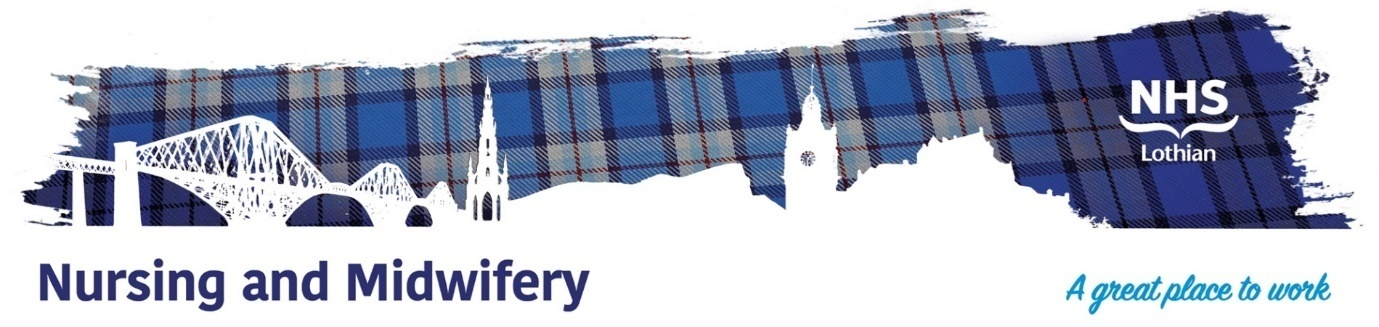 NHS
Lothian
Nursing and Midwifery
A great place to work